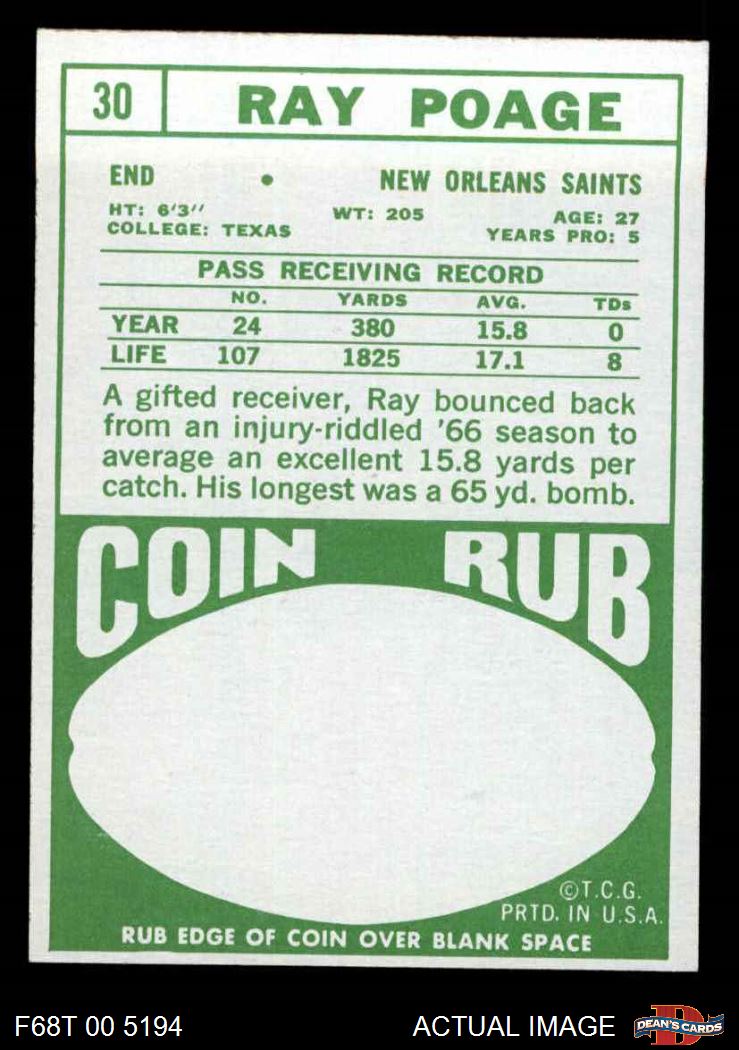 30 RAY POAGE
END • NEW ORLEANS SAINTS
HT: 6'3'' WT: 205 AGE: 27
COLLEGE: TEXAS YEARS PRO: 5
PASS RECEIVING RECORD
NO. YARDS AVG. TDs
YEAR 24 380 15.8 0
LIFE 107 1825 17.1 8
A gifted receiver, Ray bounced back
from an injury-riddled '66 season to
average an excellent 15.8 yards per
catch. His longest was a 65 yd. bomb.
COIN RUB
©T.C.G.
PRTD. IN U.S.A.
RUB EDGE OF COIN OVER BLANK SPACE
F68T 00 5194 ACTUAL IMAGE D DEAN'S CARDS